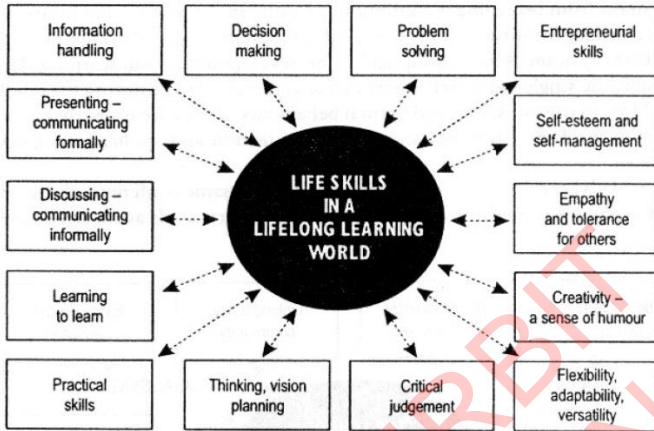 Information
handling
Decision
making
Problem
solving
Entrepreneurial
skills
Presenting –
communicating
formally
Self-esteem and
self-management
LIFE SKILLS
IN A
LIFELONG LEARNING
WORLD
Discussing –
communicating
informally
Empathy
and tolerance
for others
Learning
to learn
Creativity –
a sense of humour
Practical
skills
Thinking, vision
planning
Critical
judgement
Flexibility,
adaptability,
versatility